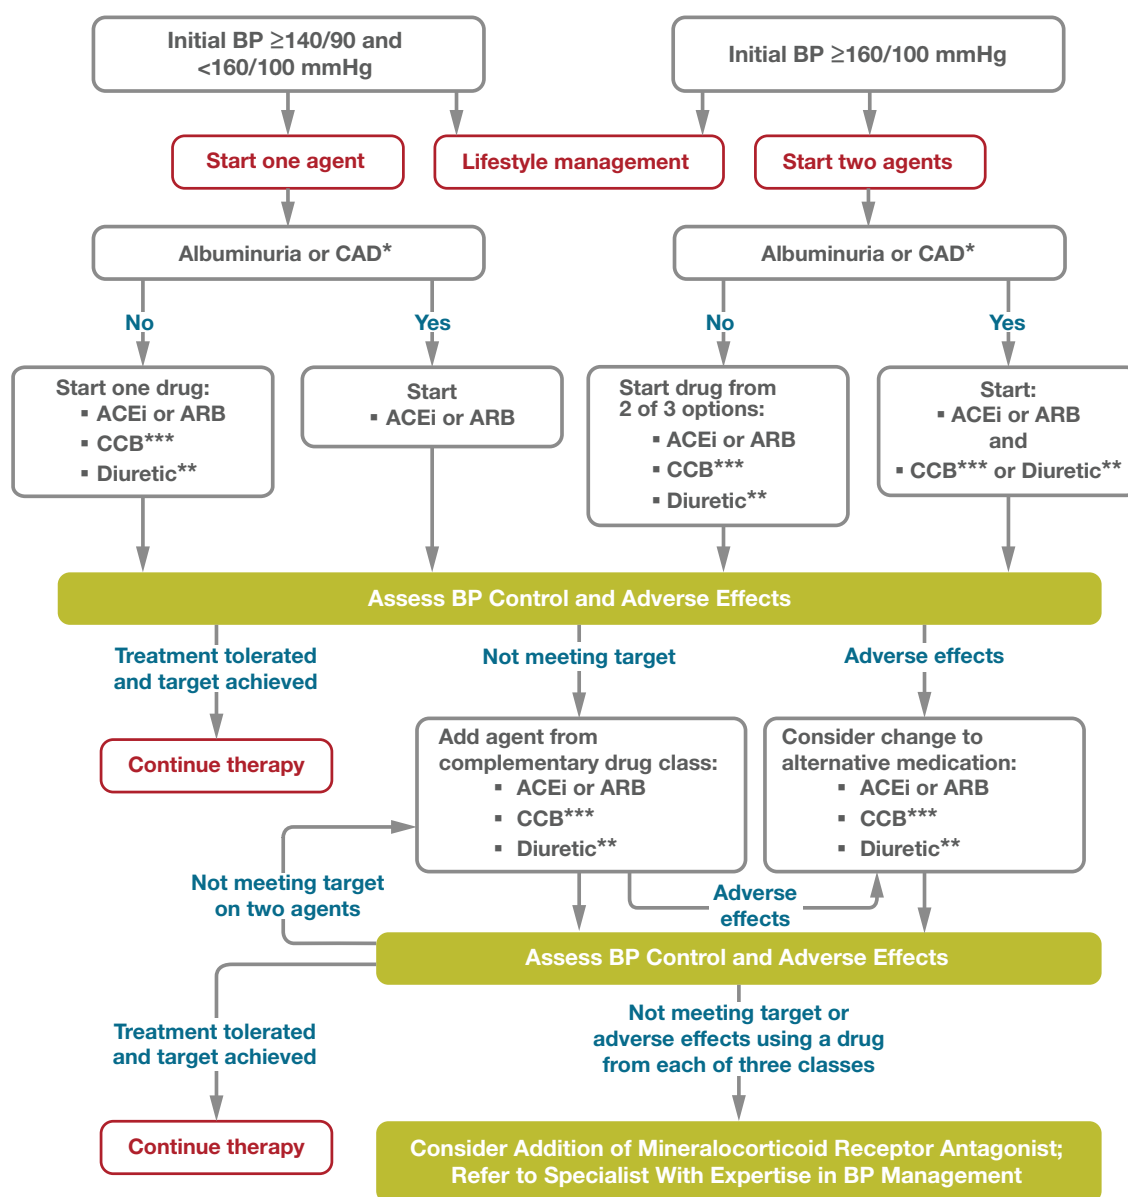 Initial BP ≥140/90 and
<160/100 mmHg
Initial BP ≥160/100 mmHg
Start one agent
Lifestyle management
Start two agents
Albuminuria or CAD*
Albuminuria or CAD*
No
Yes
No
Yes
Start one drug:
▪ ACEi or ARB
▪ CCB***
▪ Diuretic**
Start
▪ ACEi or ARB
Start drug from
2 of 3 options:
▪ ACEi or ARB
▪ CCB***
▪ Diuretic**
Start:
▪ ACEi or ARB
and
▪ CCB*** or Diuretic**
Assess BP Control and Adverse Effects
Treatment tolerated
and target achieved
Not meeting target
Adverse effects
Continue therapy
Add agent from
complementary drug class:
▪ ACEi or ARB
▪ CCB***
▪ Diuretic**
Consider change to
alternative medication:
▪ ACEi or ARB
▪ CCB***
▪ Diuretic**
Not meeting target
on two agents
Adverse
effects
Assess BP Control and Adverse Effects
Treatment tolerated
and target achieved
Not meeting target or
adverse effects using a drug
from each of three classes
Continue therapy
Consider Addition of Mineralocorticoid Receptor Antagonist;
Refer to Specialist With Expertise in BP Management